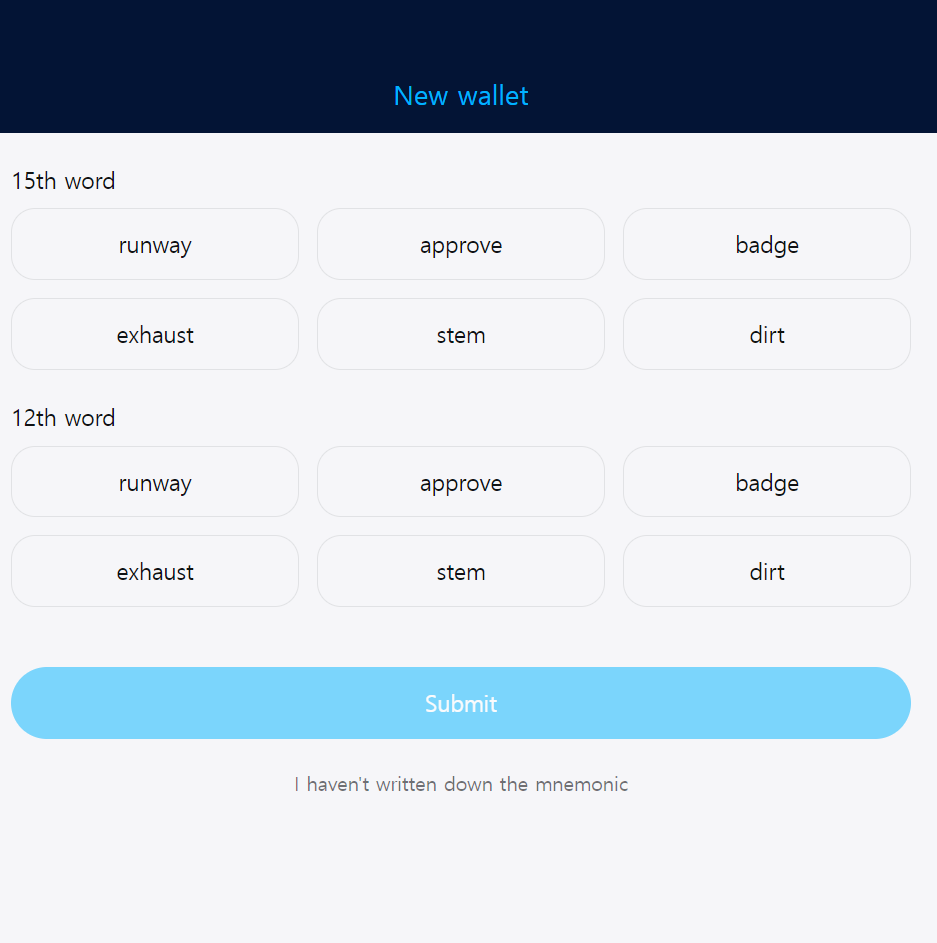 New wallet
15th word
runway approve badge
exhaust stem dirt
12th word
runway approve badge
exhaust stem dirt
Submit
I haven't written down the mnemonic